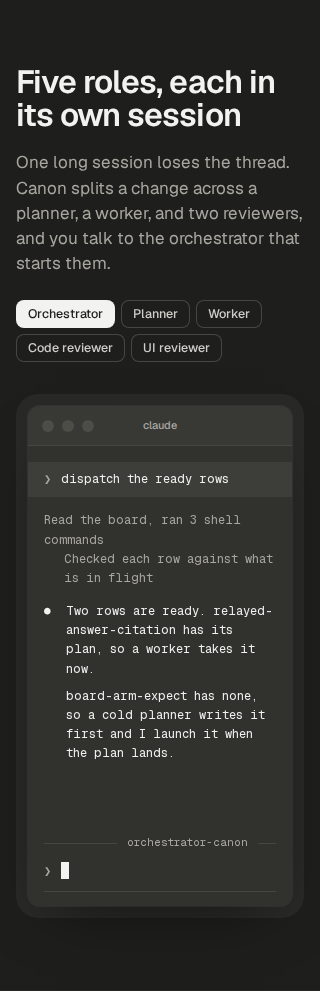 Five roles, each in
its own session
One long session loses the thread.
Canon splits a change across a
planner, a worker, and two reviewers,
and you talk to the orchestrator that
starts them.
Orchestrator
Planner
Worker
Code reviewer
UI reviewer
claude
❯ dispatch the ready rows
Read the board, ran 3 shell
commands
Checked each row against what
is in flight
● Two rows are ready. relayed-
answer-citation has its
plan, so a worker takes it
now.
board-arm-expect has none,
so a cold planner writes it
first and I launch it when
the plan lands.
orchestrator-canon
❯